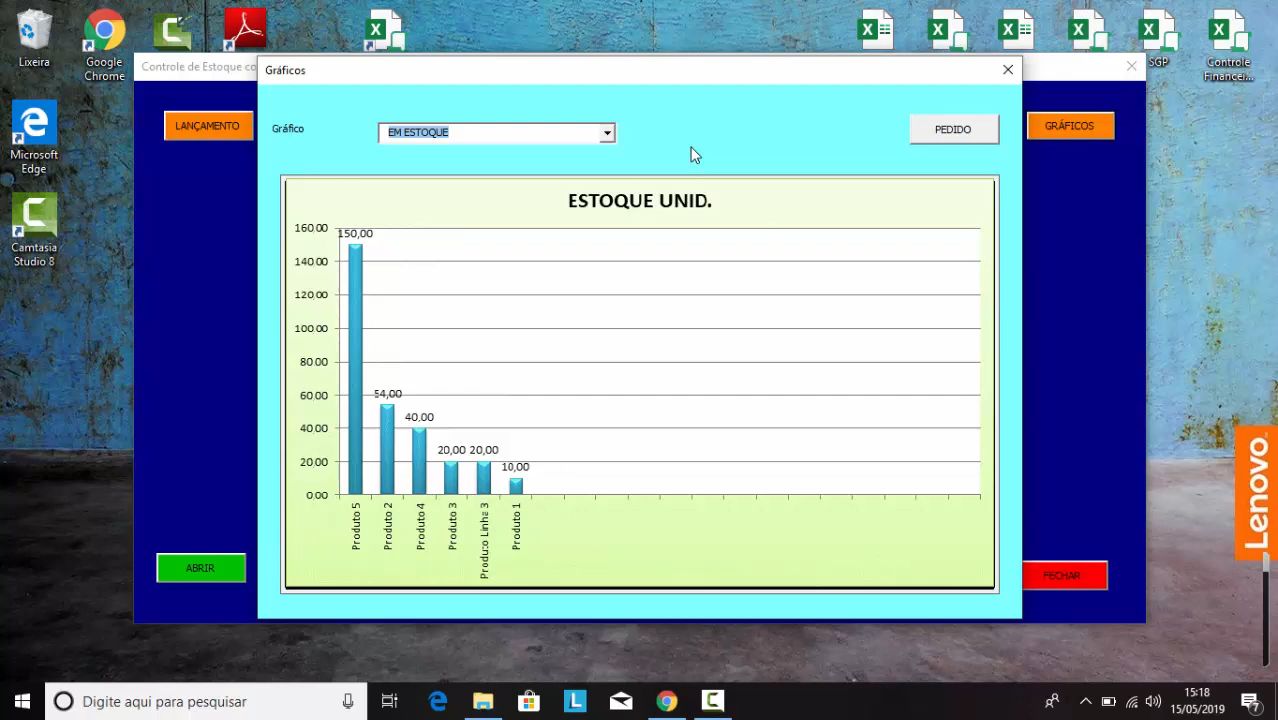 Lixeira
Google
Chrome
SGP
Controle
Financei...
Microsoft
Edge
Camtasia
Studio 8
Controle de Estoque co
Gráficos
LANÇAMENTO
Gráfico
EM ESTOQUE
PEDIDO
GRÁFICOS
ESTOQUE UNID.
160.00
140.00
120.00
100.00
80.00
60.00
40.00
20.00
0.00
150,00
54,00
40,00
20,00
20,00
10,00
Produto 5
Produto 2
Produto 4
Produto 3
Produto Linha 3
Produto 1
ABRIR
FECHAR
Lenovo
Digite aqui para pesquisar
15:18
15/05/2019
7